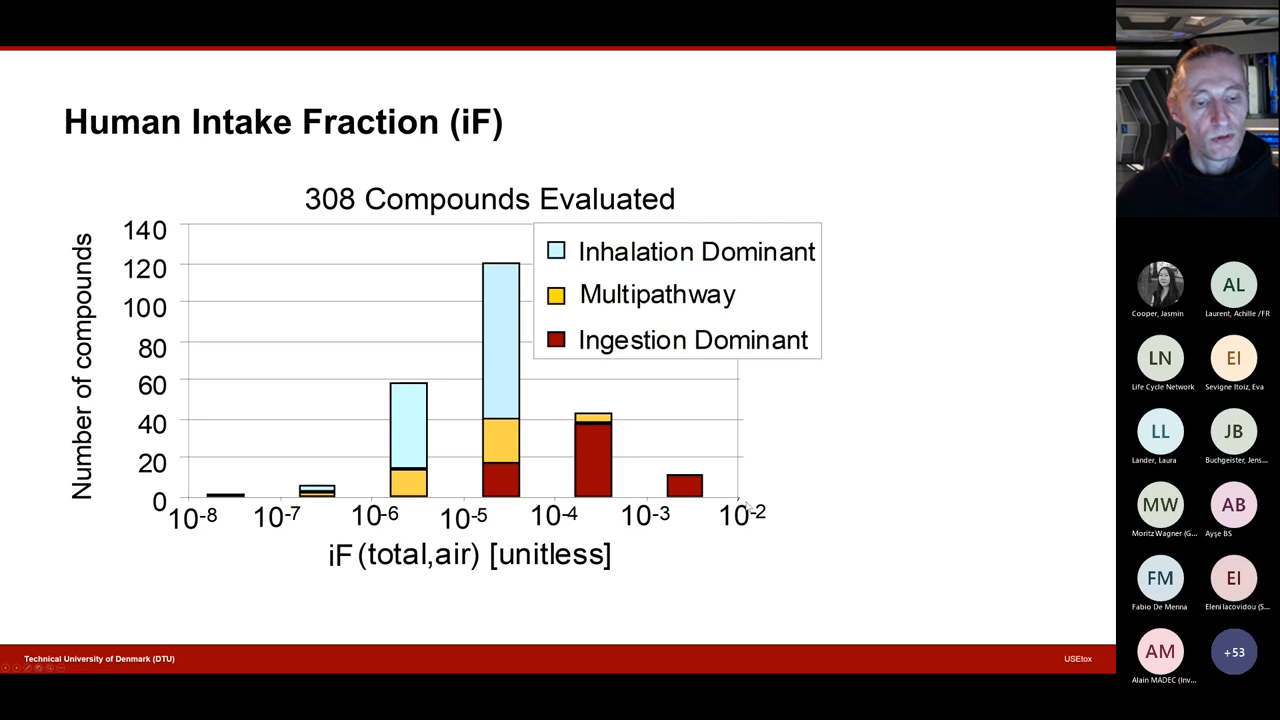 Human Intake Fraction (iF)
308 Compounds Evaluated
Number of compounds
140
120
100
80
60
40
20
0
Inhalation Dominant
Multipathway
Ingestion Dominant
10-8
10-7
10-6
10-5
10-4
10-3
10-2
iF (total,air) [unitless]
Technical University of Denmark (DTU)
USEtox
Cooper, Jasmin
AL
Laurent, Achille /FR
LN
Life Cycle Network
EI
Sevigne Itoiz, Eva
LL
Lander, Laura
JB
Buchgeister, Jens...
MW
Moritz Wagner (G...
AB
Ayşe BS
FM
Fabio De Menna
EI
Eleni Iacovidou (S...
AM
Alain MADEC (Inv...
+53